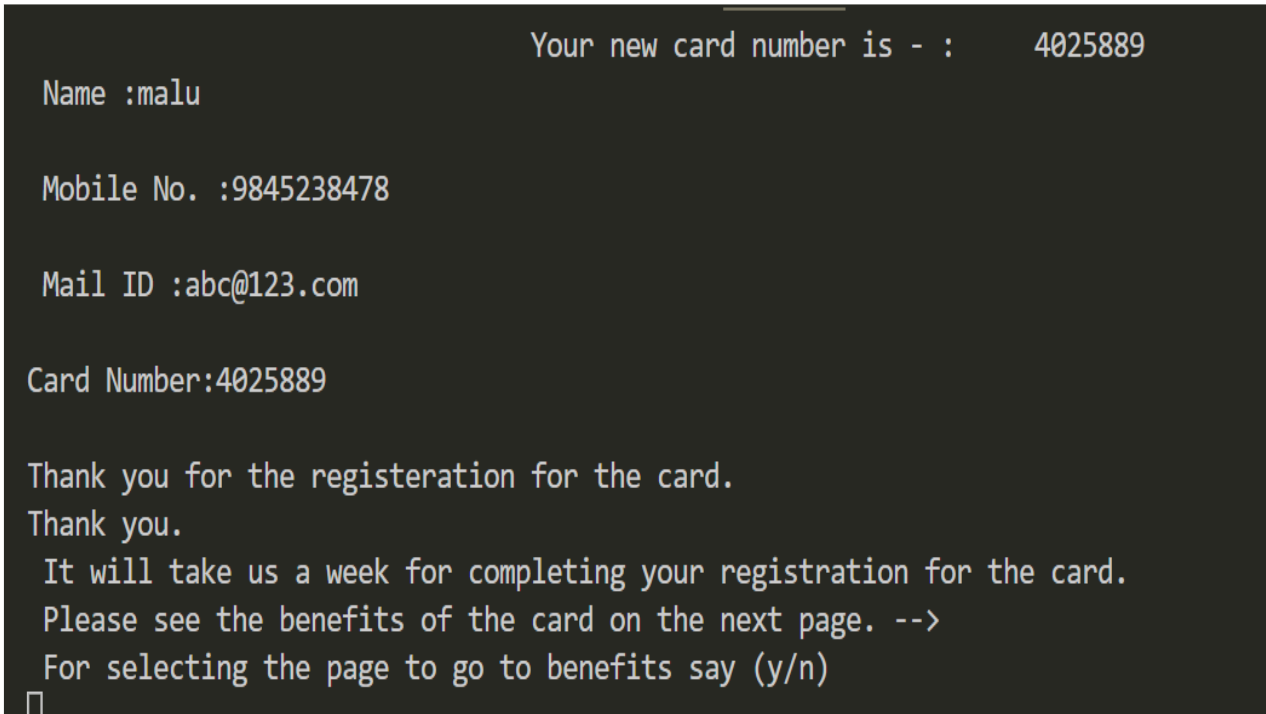 Your new card number is - : 4025889
Name :malu
Mobile No. :9845238478
Mail ID :abc@123.com
Card Number:4025889
Thank you for the registeration for the card.
Thank you.
It will take us a week for completing your registration for the card.
Please see the benefits of the card on the next page. -->
For selecting the page to go to benefits say (y/n)